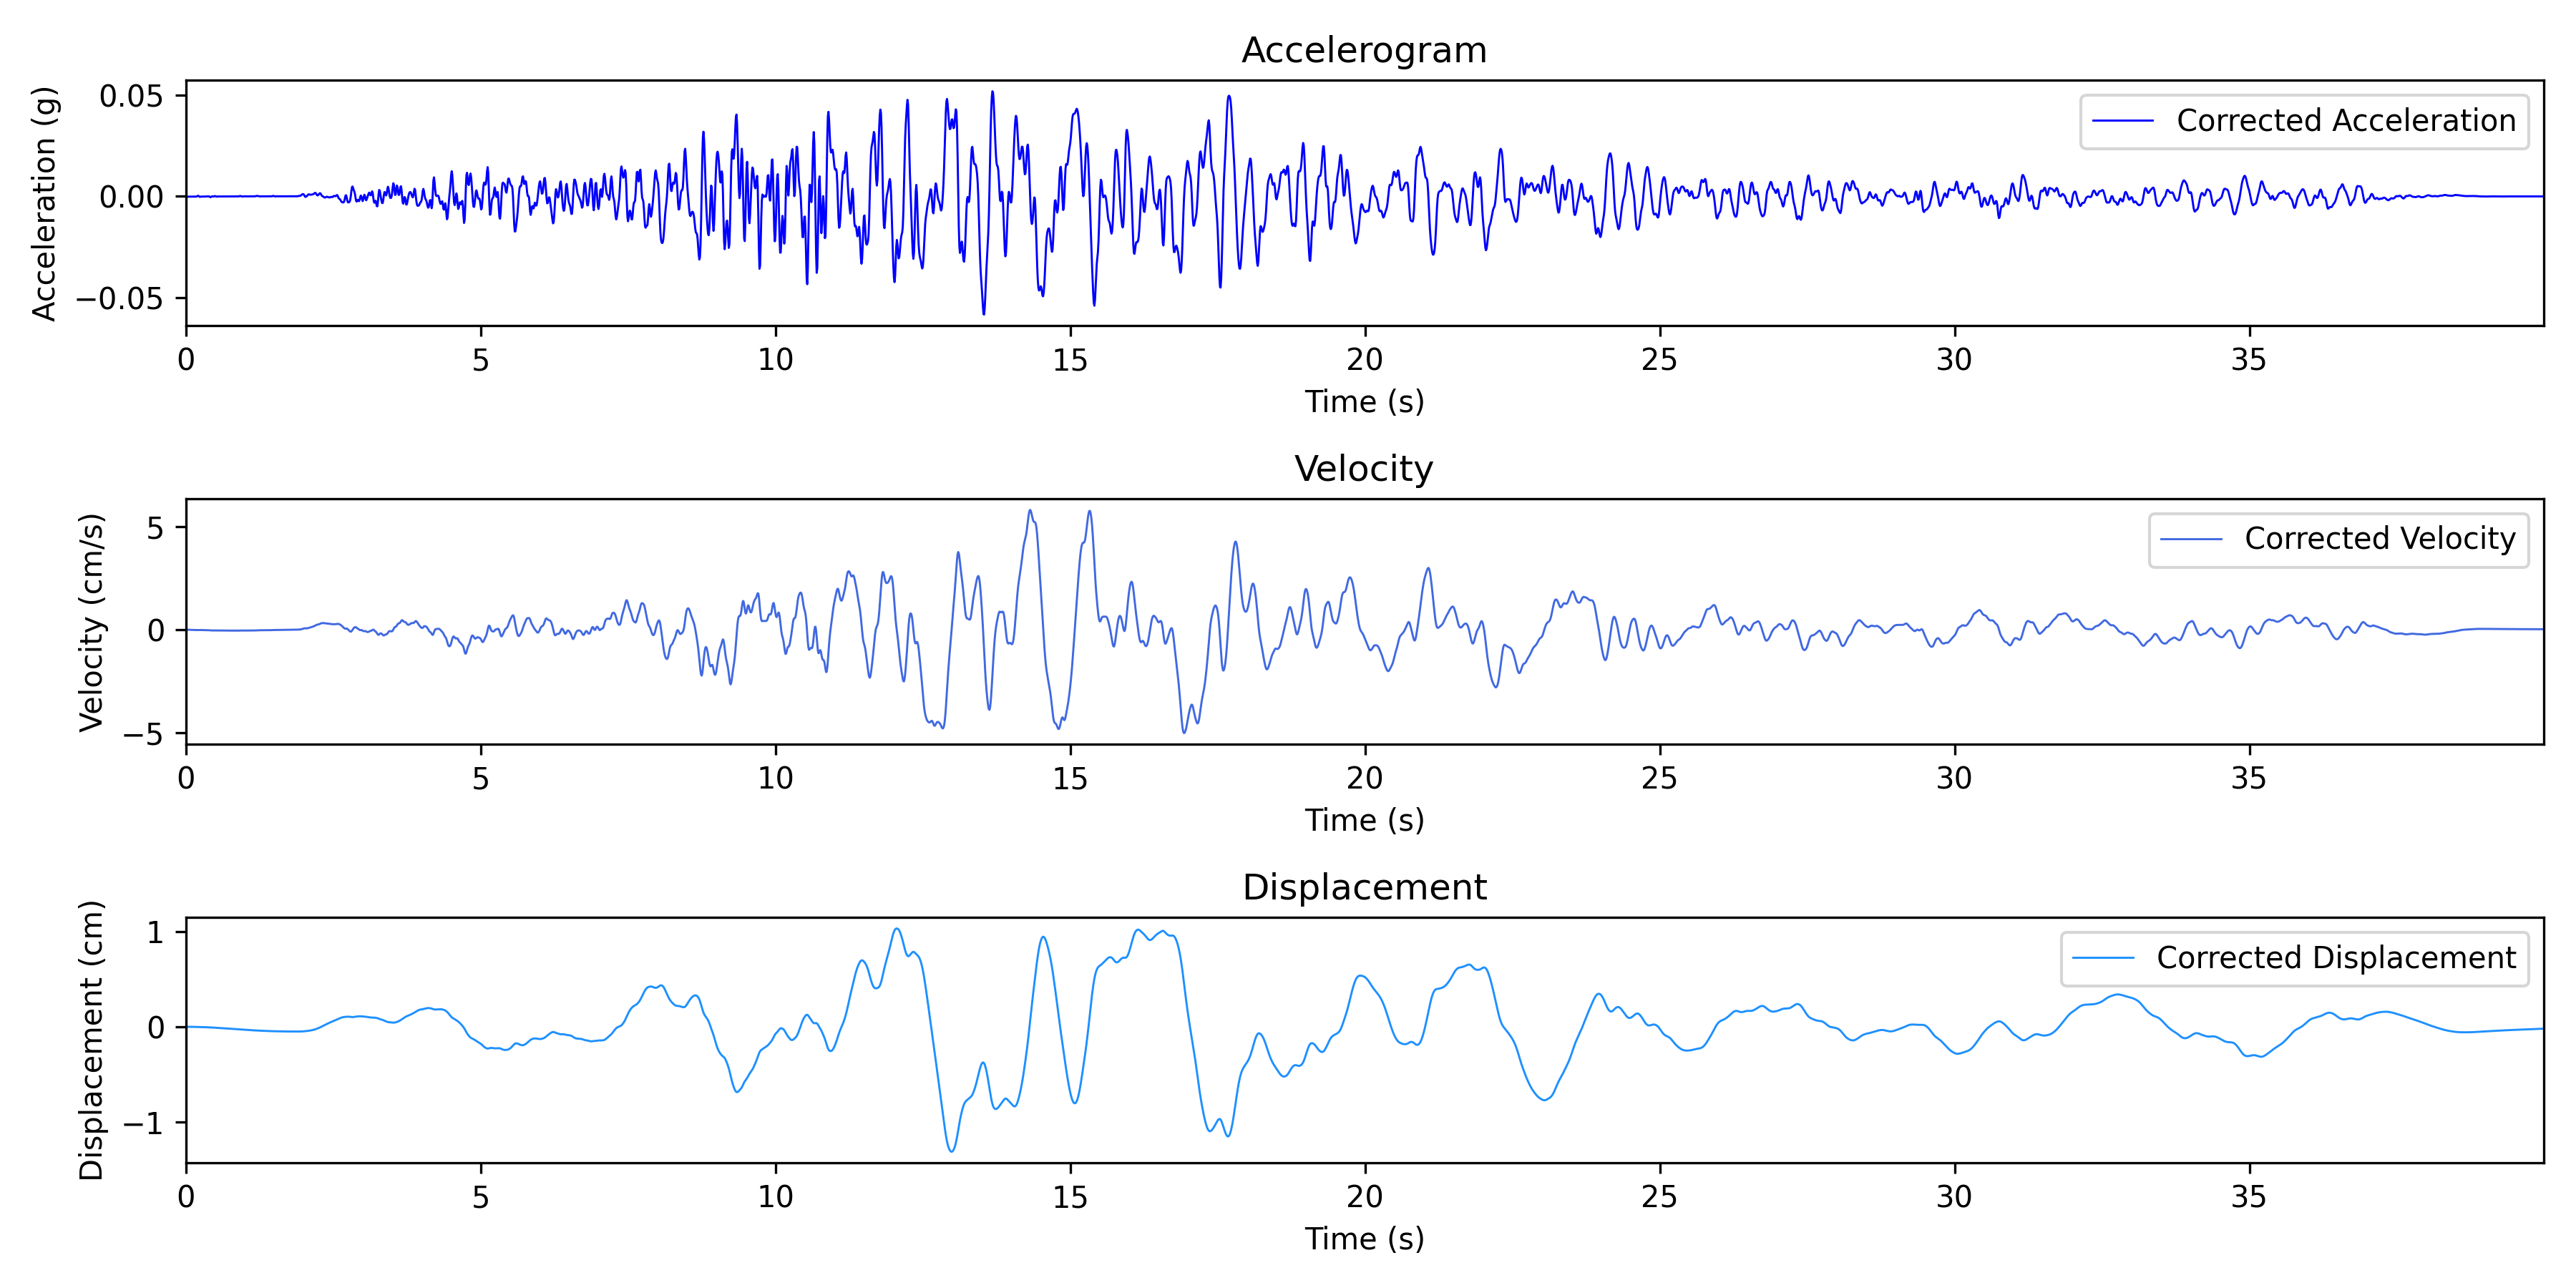 Accelerogram
Acceleration (g)
0.05
0.00
−0.05
Corrected Acceleration
0 5 10 15 20 25 30 35
Time (s)
Velocity
Velocity (cm/s)
5
0
−5
Corrected Velocity
0 5 10 15 20 25 30 35
Time (s)
Displacement
Displacement (cm)
1
0
−1
Corrected Displacement
0 5 10 15 20 25 30 35
Time (s)